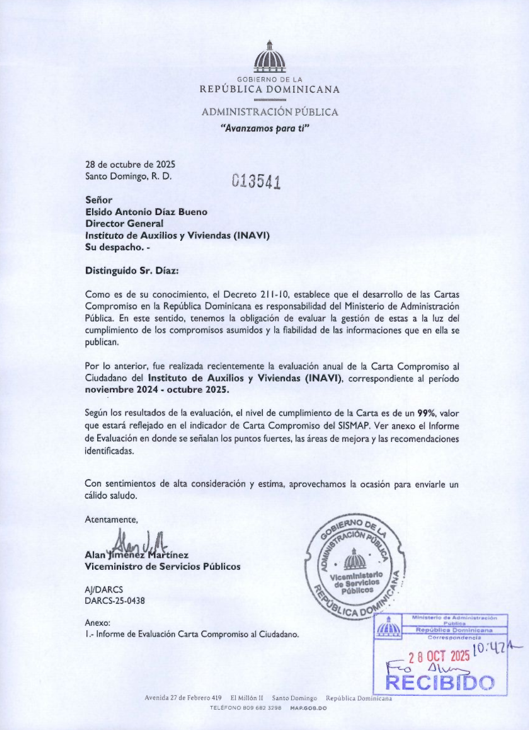 GOBIERNO DE LA
REPÚBLICA DOMINICANA
ADMINISTRACIÓN PÚBLICA
"Avanzamos para ti"
28 de octubre de 2025
Santo Domingo, R. D.
013541
Señor
Elsido Antonio Díaz Bueno
Director General
Instituto de Auxilios y Viviendas (INAVI)
Su despacho. -
Distinguido Sr. Díaz:
Como es de su conocimiento, el Decreto 211-10, establece que el desarrollo de las Cartas
Compromiso en la República Dominicana es responsabilidad del Ministerio de Administración
Pública. En este sentido, tenemos la obligación de evaluar la gestión de estas a la luz del
cumplimiento de los compromisos asumidos y la fiabilidad de las informaciones que en ella se
publican.
Por lo anterior, fue realizada recientemente la evaluación anual de la Carta Compromiso al
Ciudadano del Instituto de Auxilios y Viviendas (INAVI), correspondiente al período
noviembre 2024 - octubre 2025.
Según los resultados de la evaluación, el nivel de cumplimiento de la Carta es de un 99%, valor
que estará reflejado en el indicador de Carta Compromiso del SISMAP. Ver anexo el Informe
de Evaluación en donde se señalan los puntos fuertes, las áreas de mejora y las recomendaciones
identificadas.
Con sentimientos de alta consideración y estima, aprovechamos la ocasión para enviarle un
cálido saludo.
Atentamente,
Alan Jiménez Martínez
Viceministro de Servicios Públicos
GOBIERNO DE LA
ADMINISTRACIÓN PÚBLICA
Viceministerio
de Servicios
Públicos
REPÚBLICA DOMINICANA
AJ/DARCS
DARCS-25-0438
Anexo:
1.- Informe de Evaluación Carta Compromiso al Ciudadano.
Ministerio de Administración
Pública
República Dominicana
Correspondencia
28 OCT 2025 10:47A
RECIBIDO
Avenida 27 de Febrero 419 El Millón II Santo Domingo República Dominicana
TELÉFONO 809 682 3298 MAP.GOB.DO